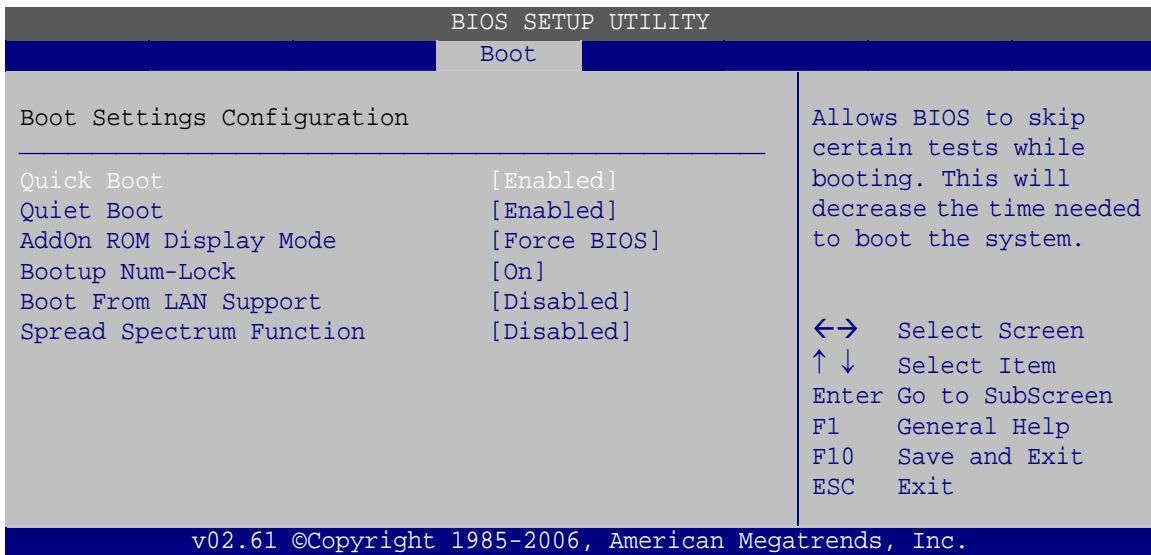 BIOS SETUP UTILITY
Boot
Boot Settings Configuration
Quick Boot [Enabled]
Quiet Boot [Enabled]
AddOn ROM Display Mode [Force BIOS]
Bootup Num-Lock [On]
Boot From LAN Support [Disabled]
Spread Spectrum Function [Disabled]
Allows BIOS to skip
certain tests while
booting. This will
decrease the time needed
to boot the system.
←→ Select Screen
↑ ↓ Select Item
Enter Go to SubScreen
F1 General Help
F10 Save and Exit
ESC Exit
v02.61 ©Copyright 1985-2006, American Megatrends, Inc.